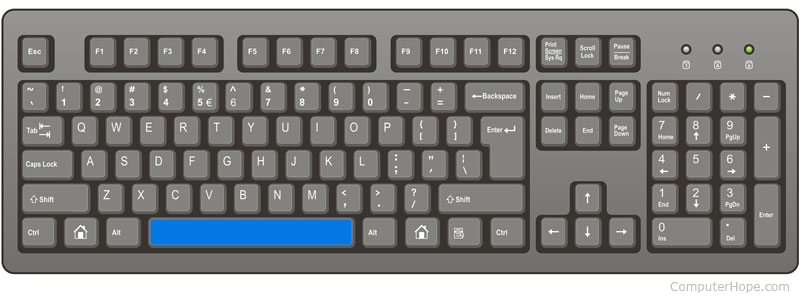 Esc F1 F2 F3 F4 F5 F6 F7 F8 F9 F10 F11 F12 Print Screen Sys Rq Scroll Lock Pause Break 1 A
~ ! @ # $ % ^ & * ( ) – + ←Backspace Insert Home Page Up Num Lock / * –
\ 1 2 3 4 5 € 6 7 8 9 0 - =
Tab Q W E R T Y U I O P { [ } ] Enter Delete End Page Down 7 Home 8 ↑ 9 PgUp +
Caps Lock A S D F G H J K L : ; " ' | \ 4 ← 5 6 →
⇧Shift Z X C V B N M < , > . ? / ⇧Shift ↑ 1 End 2 ↓ 3 PgDn Enter
Ctrl Alt Alt Ctrl ← ↓ → 0 Ins . Del
ComputerHope.com